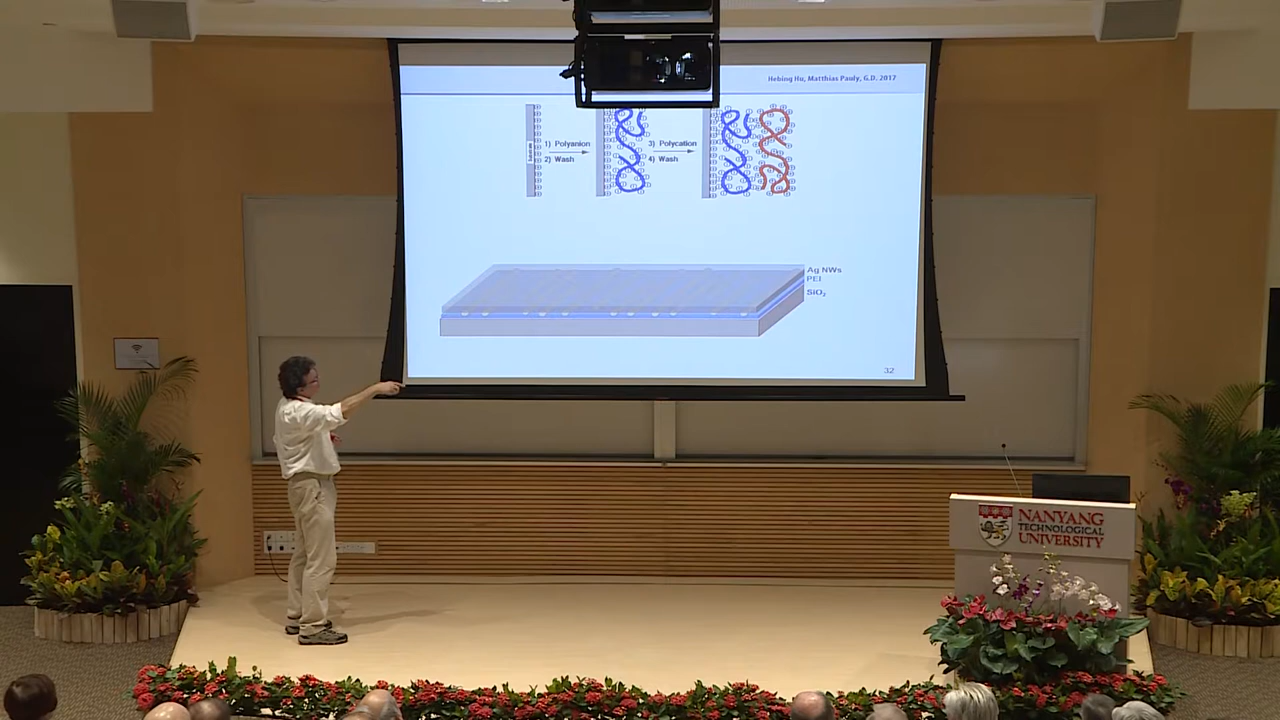 Hebing Hu, Matthias Pauly, G.D. 2017
1) Polyanion
2) Wash
3) Polycation
4) Wash
Ag NWs
PEI
SiO₂
32
NANYANG
TECHNOLOGICAL
UNIVERSITY